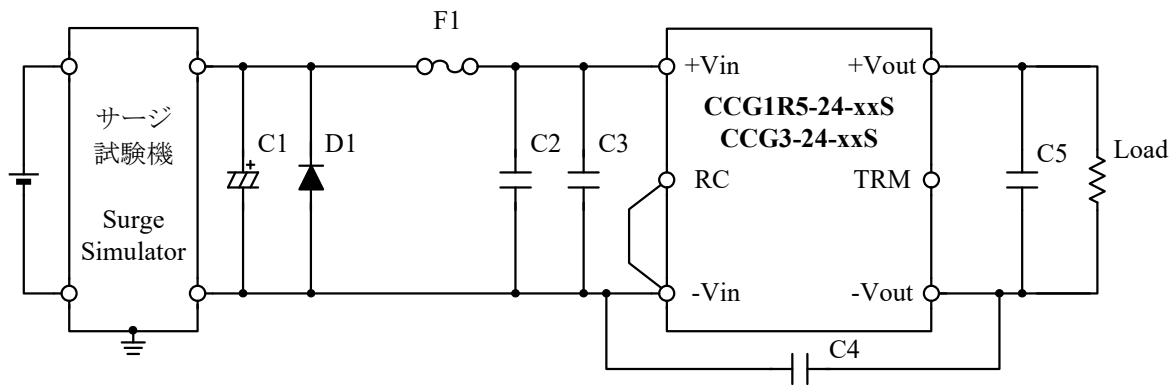 F1
+Vin
+Vout
CCG1R5-24-xxS
CCG3-24-xxS
サージ
試験機
C1
+
D1
C2
C3
C5
Load
RC
TRM
Surge
Simulator
-Vin
-Vout
C4